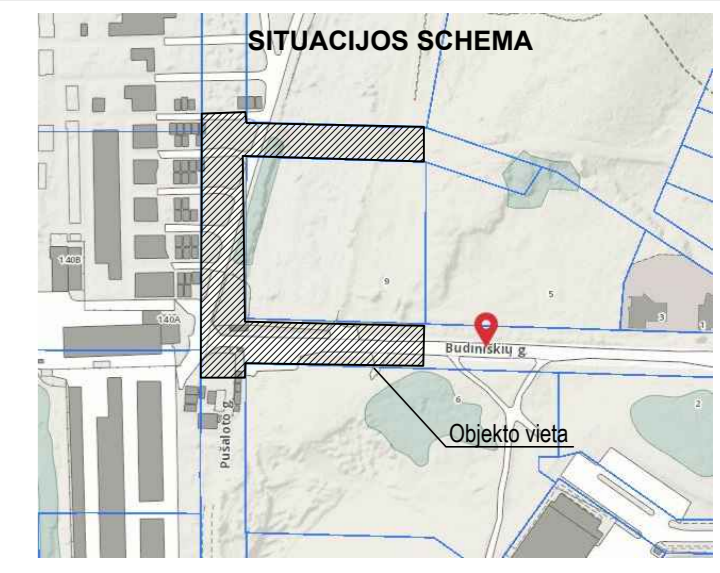 SITUACIJOS SCHEMA
140B
9
5
140A
3
1
Budiniškių g.
6
2
Pušaloto g.
Objekto vieta